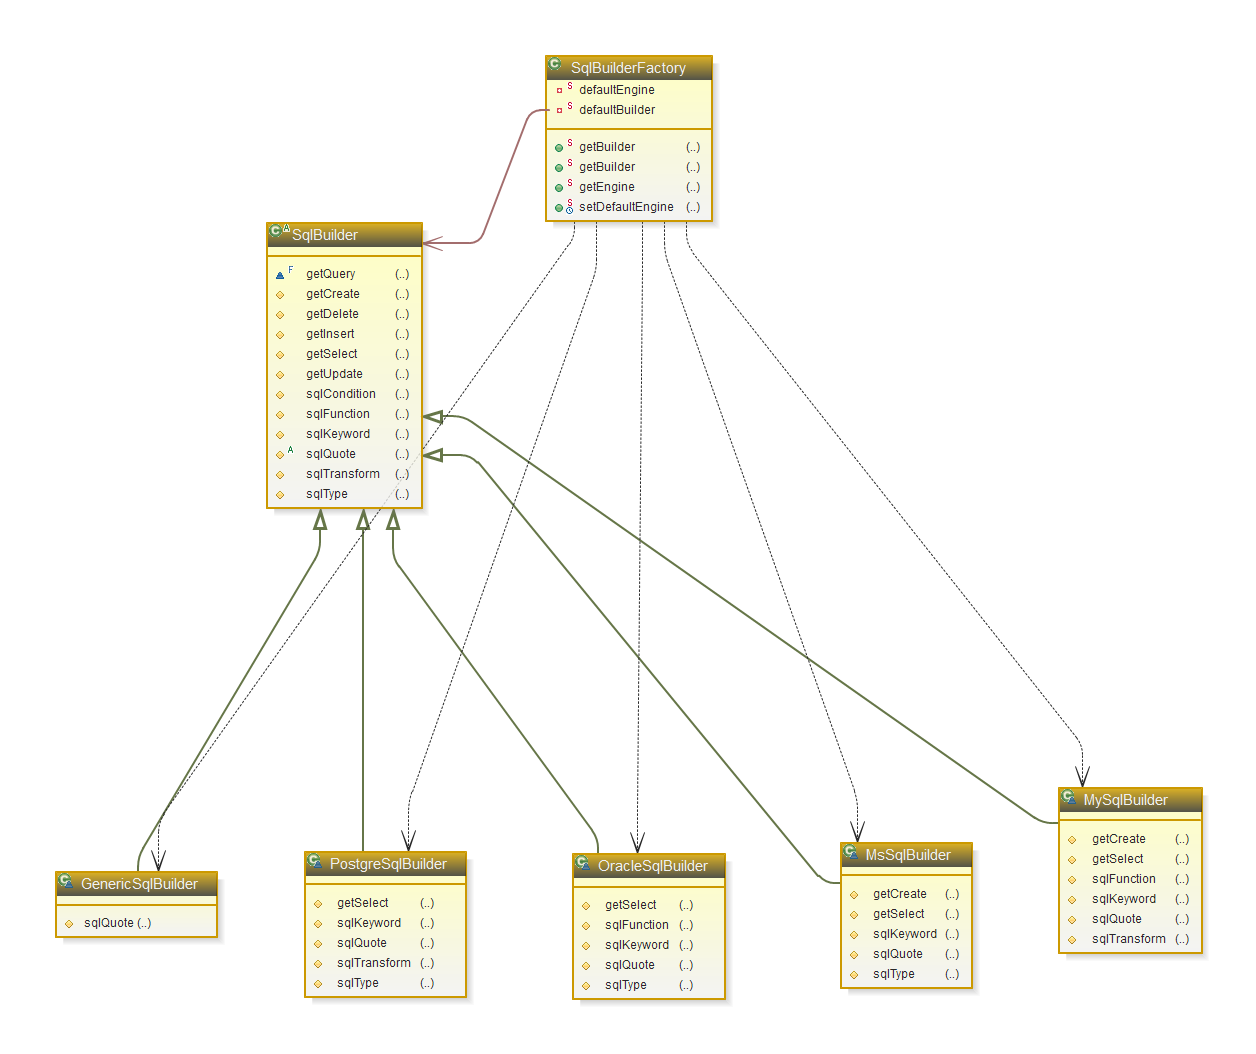 SqlBuilderFactory
S defaultEngine
S defaultBuilder
S getBuilder (..)
S getBuilder (..)
S getEngine (..)
S setDefaultEngine (..)
C A SqlBuilder
F getQuery (..)
getCreate (..)
getDelete (..)
getInsert (..)
getSelect (..)
getUpdate (..)
sqlCondition (..)
sqlFunction (..)
sqlKeyword (..)
A sqlQuote (..)
sqlTransform (..)
sqlType (..)
GenericSqlBuilder
sqlQuote (..)
PostgreSqlBuilder
getSelect (..)
sqlKeyword (..)
sqlQuote (..)
sqlTransform (..)
sqlType (..)
OracleSqlBuilder
getSelect (..)
sqlFunction (..)
sqlKeyword (..)
sqlQuote (..)
sqlType (..)
MsSqlBuilder
getCreate (..)
getSelect (..)
sqlKeyword (..)
sqlQuote (..)
sqlType (..)
MySqlBuilder
getCreate (..)
getSelect (..)
sqlFunction (..)
sqlKeyword (..)
sqlQuote (..)
sqlTransform (..)